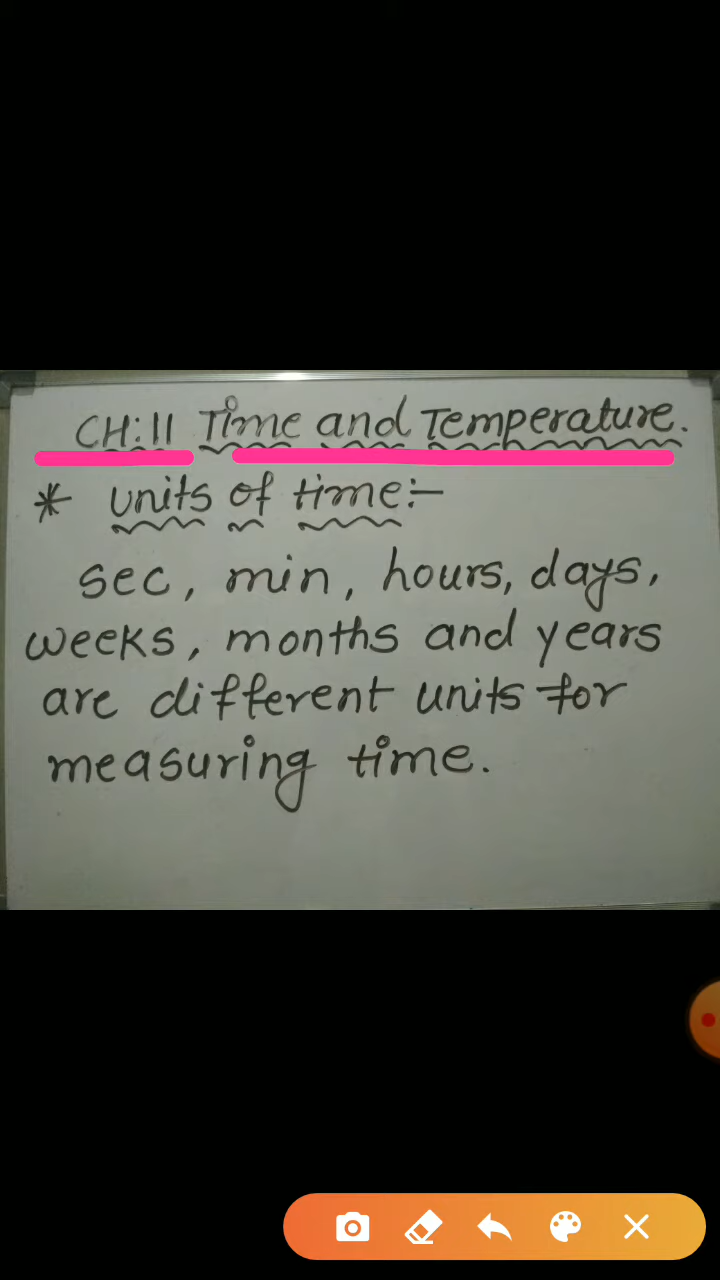 CH:11 Time and Temperature.
* units of time:-
sec, min, hours, days,
weeks, months and years
are different units for
measuring time.